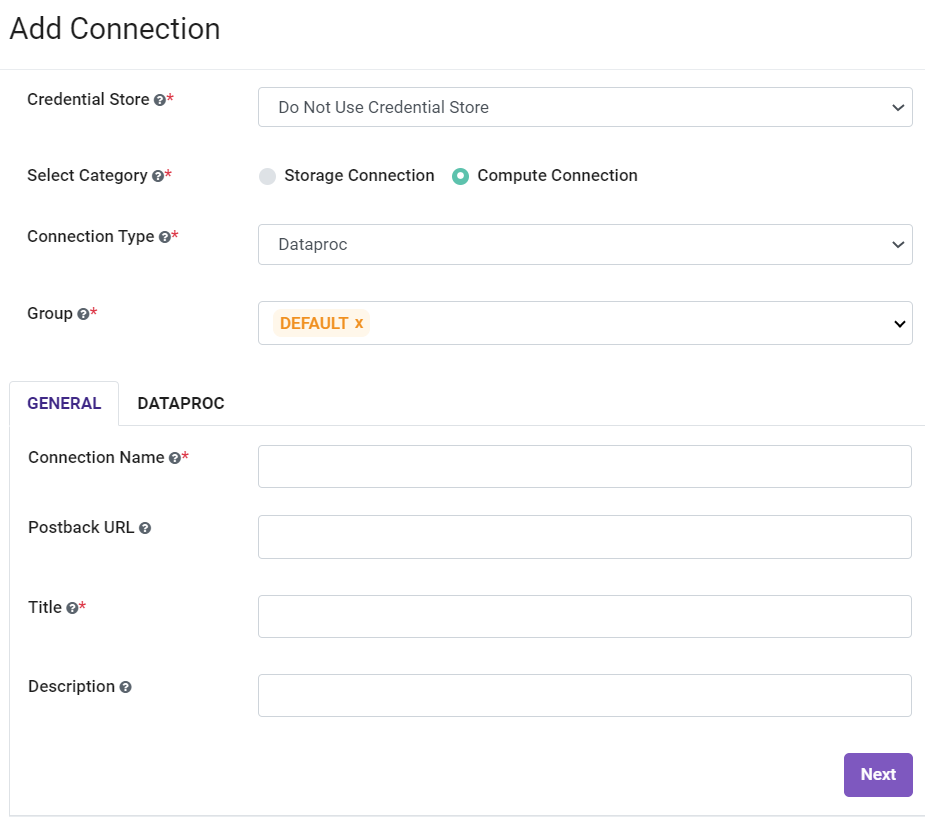 Add Connection
Credential Store ?*
Do Not Use Credential Store
Select Category ?*
Storage Connection
Compute Connection
Connection Type ?*
Dataproc
Group ?*
DEFAULT x
GENERAL
DATAPROC
Connection Name ?*
Postback URL ?
Title ?*
Description ?
Next